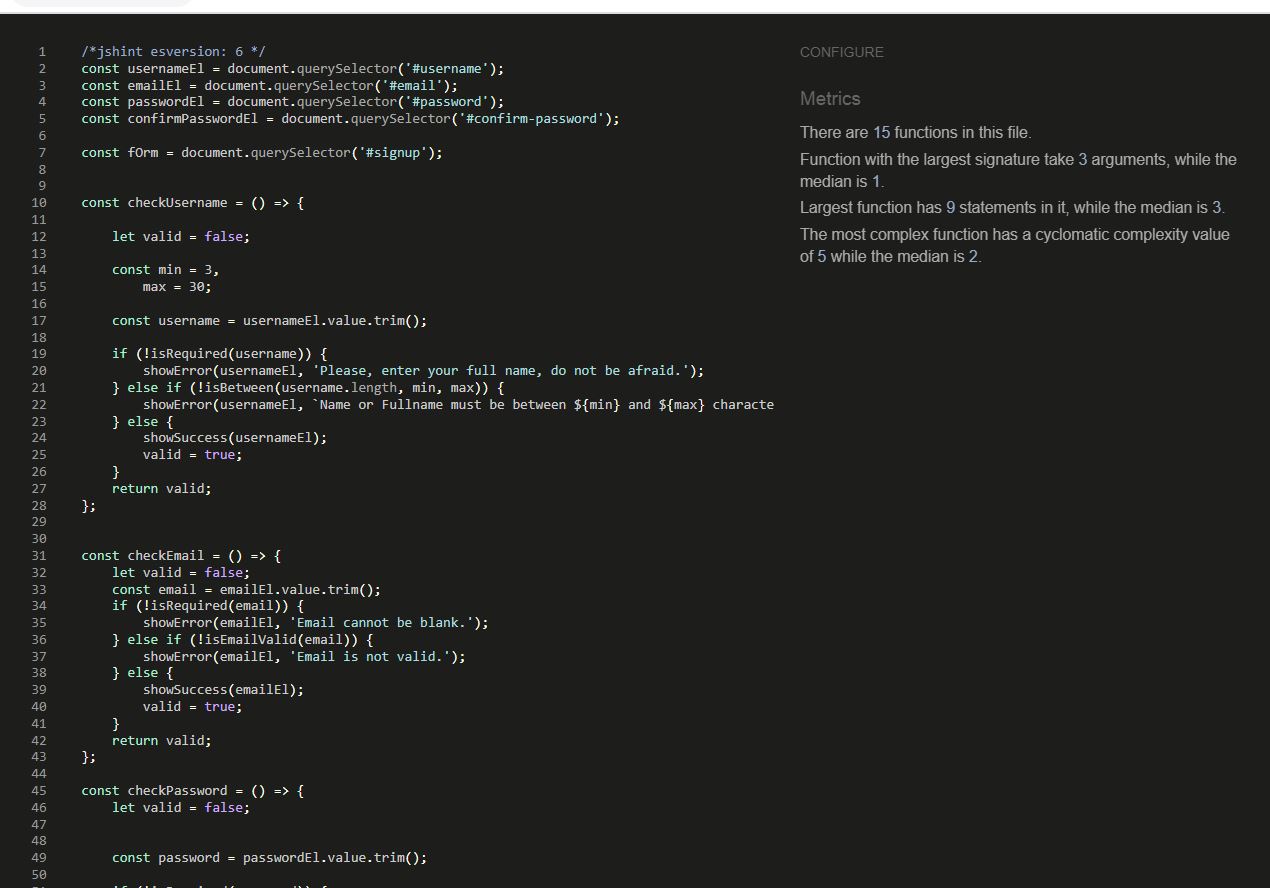 1 /*jshint esversion: 6 */
2 const usernameEl = document.querySelector('#username');
3 const emailEl = document.querySelector('#email');
4 const passwordEl = document.querySelector('#password');
5 const confirmPasswordEl = document.querySelector('#confirm-password');
6
7 const fOrm = document.querySelector('#signup');
8
9
10 const checkUsername = () => {
11
12 let valid = false;
13
14 const min = 3,
15 max = 30;
16
17 const username = usernameEl.value.trim();
18
19 if (!isRequired(username)) {
20 showError(usernameEl, 'Please, enter your full name, do not be afraid.');
21 } else if (!isBetween(username.length, min, max)) {
22 showError(usernameEl, `Name or Fullname must be between ${min} and ${max} characte
23 } else {
24 showSuccess(usernameEl);
25 valid = true;
26 }
27 return valid;
28 };
29
30
31 const checkEmail = () => {
32 let valid = false;
33 const email = emailEl.value.trim();
34 if (!isRequired(email)) {
35 showError(emailEl, 'Email cannot be blank.');
36 } else if (!isEmailValid(email)) {
37 showError(emailEl, 'Email is not valid.');
38 } else {
39 showSuccess(emailEl);
40 valid = true;
41 }
42 return valid;
43 };
44
45 const checkPassword = () => {
46 let valid = false;
47
48
49 const password = passwordEl.value.trim();
50
CONFIGURE
Metrics
There are 15 functions in this file.
Function with the largest signature take 3 arguments, while the
median is 1.
Largest function has 9 statements in it, while the median is 3.
The most complex function has a cyclomatic complexity value
of 5 while the median is 2.